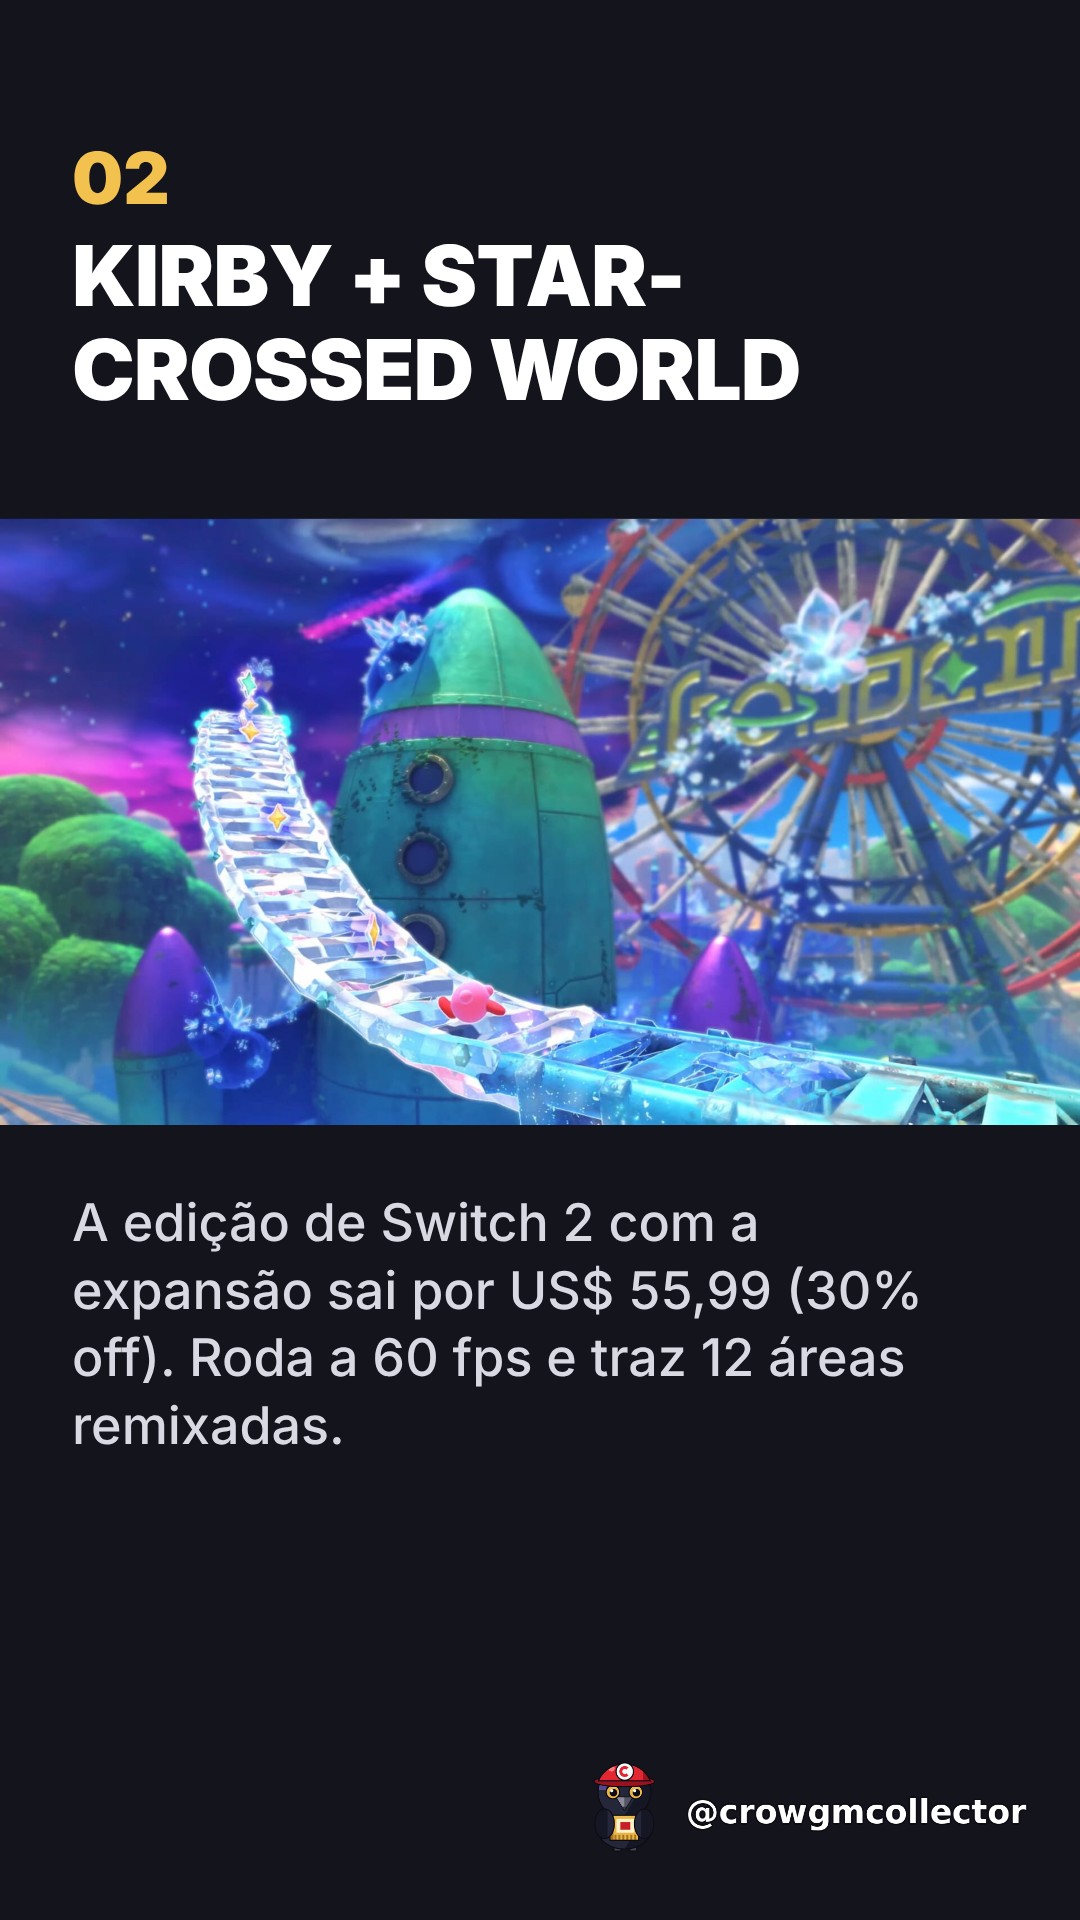 02
KIRBY + STAR-
CROSSED WORLD
A edição de Switch 2 com a
expansão sai por US$ 55,99 (30%
off). Roda a 60 fps e traz 12 áreas
remixadas.
C
@crowgmcollector